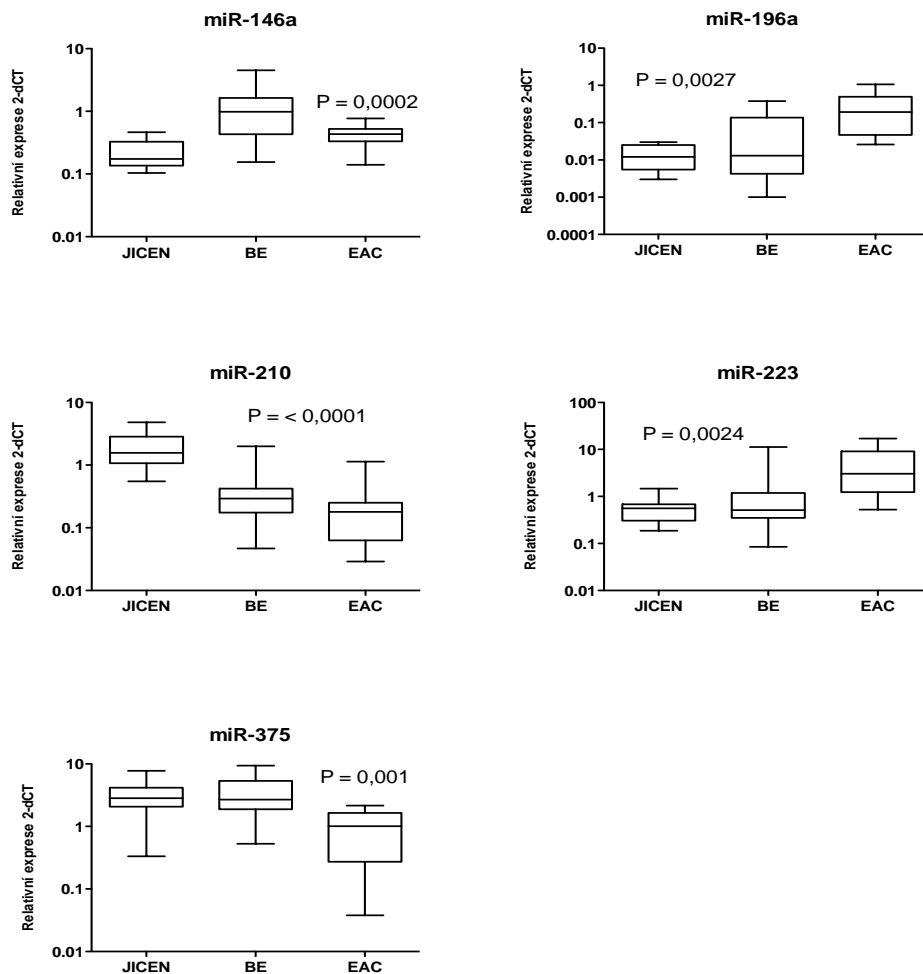 miR-146a
Relativní exprese 2-dCT
10
1
0.1
0.01
P = 0,0002
JICEN BE EAC
miR-196a
Relativní exprese 2-dCT
10
1
0.1
0.01
0.001
0.0001
P = 0,0027
JICEN BE EAC
miR-210
Relativní exprese 2-dCT
10
1
0.1
0.01
P = < 0,0001
JICEN BE EAC
miR-223
Relativní exprese 2-dCT
100
10
1
0.1
0.01
P = 0,0024
JICEN BE EAC
miR-375
Relativní exprese 2-dCT
10
1
0.1
0.01
P = 0,001
JICEN BE EAC